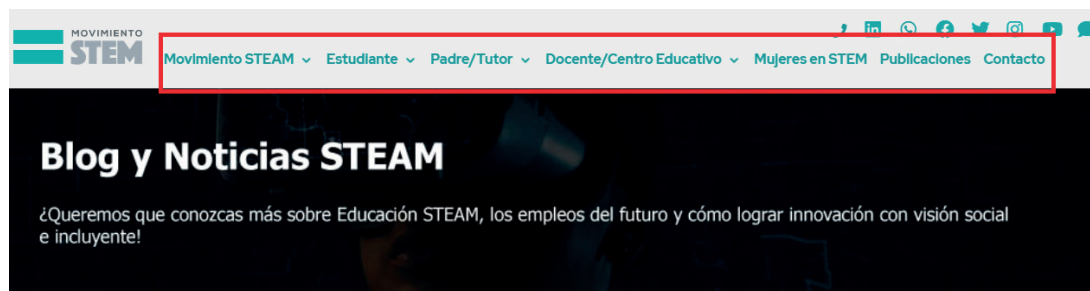 MOVIMIENTO
STEM
Movimiento STEAM Estudiante Padre/Tutor Docente/Centro Educativo Mujeres en STEM Publicaciones Contacto
Blog y Noticias STEAM
¿Queremos que conozcas más sobre Educación STEAM, los empleos del futuro y cómo lograr innovación con visión social
e incluyente!